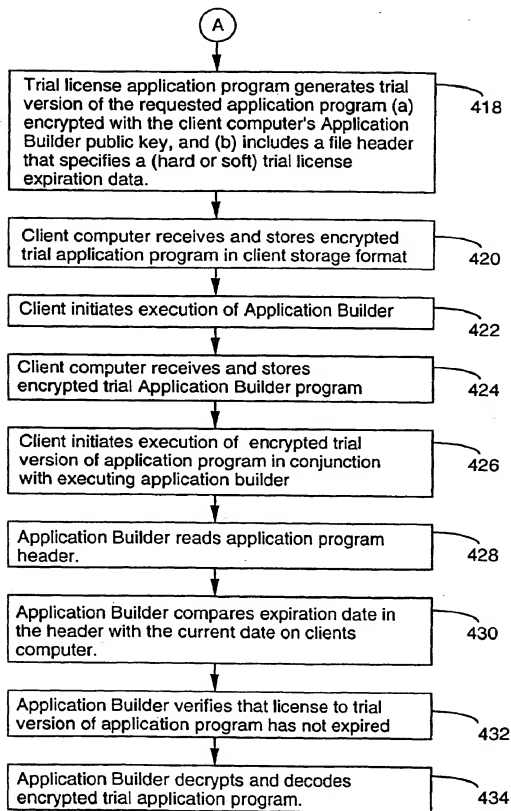 A
Trial license application program generates trial
version of the requested application program (a)
encrypted with the client computer's Application
Builder public key, and (b) includes a file header
that specifies a (hard or soft) trial license
expiration data.
418
Client computer receives and stores encrypted
trial application program in client storage format
420
Client initiates execution of Application Builder
422
Client computer receives and stores
encrypted trial Application Builder program
424
Client initiates execution of encrypted trial
version of application program in conjunction
with executing application builder
426
Application Builder reads application program
header.
428
Application Builder compares expiration date in
the header with the current date on clients
computer.
430
Application Builder verifies that license to trial
version of application program has not expired
432
Application Builder decrypts and decodes
encrypted trial application program.
434